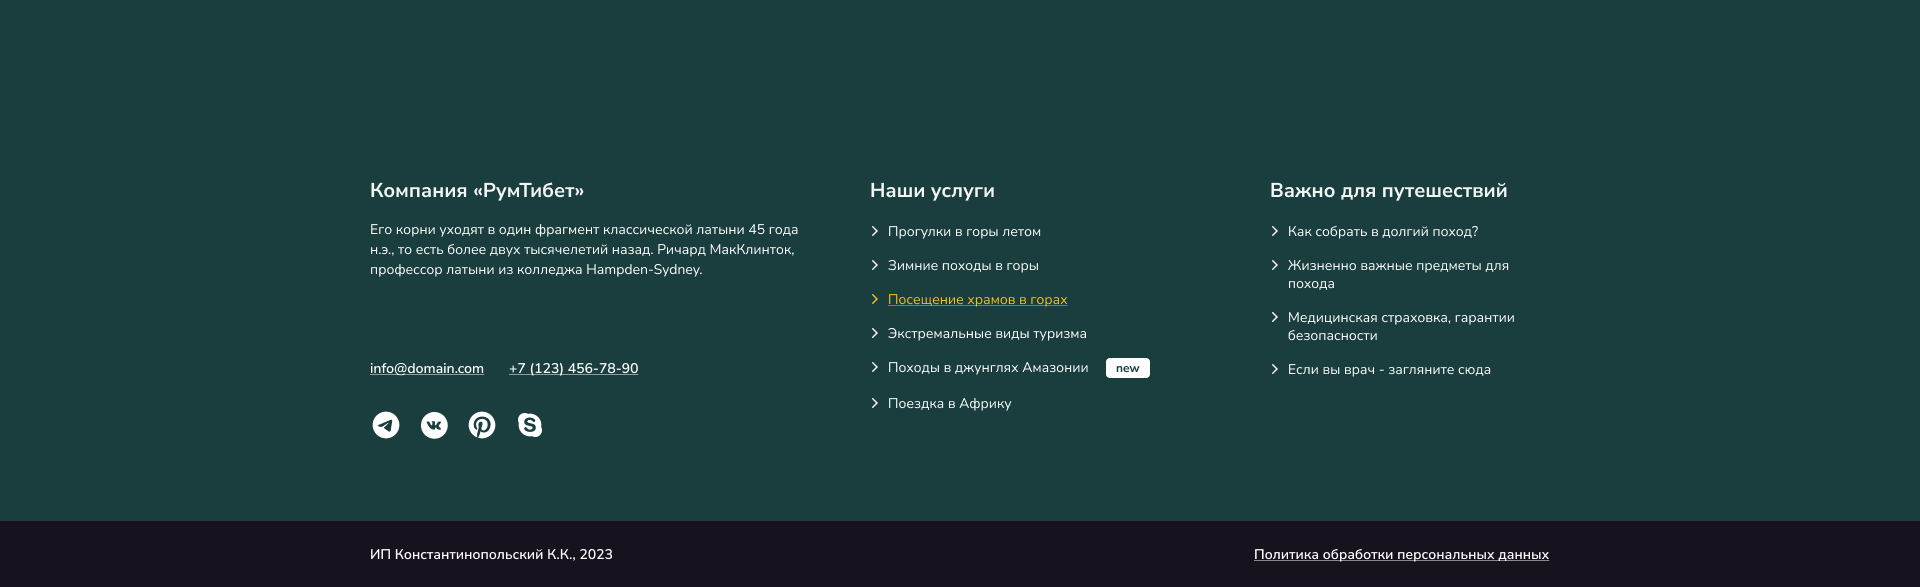 Компания «РумТибет»
Его корни уходят в один фрагмент классической латыни 45 года
н.э., то есть более двух тысячелетий назад. Ричард МакКлинток,
профессор латыни из колледжа Hampden-Sydney.
info@domain.com +7 (123) 456-78-90
Наши услуги
Прогулки в горы летом
Зимние походы в горы
Посещение храмов в горах
Экстремальные виды туризма
Походы в джунглях Амазонии new
Поездка в Африку
Важно для путешествий
Как собрать в долгий поход?
Жизненно важные предметы для
похода
Медицинская страховка, гарантии
безопасности
Если вы врач - загляните сюда
ИП Константинопольский К.К., 2023
Политика обработки персональных данных